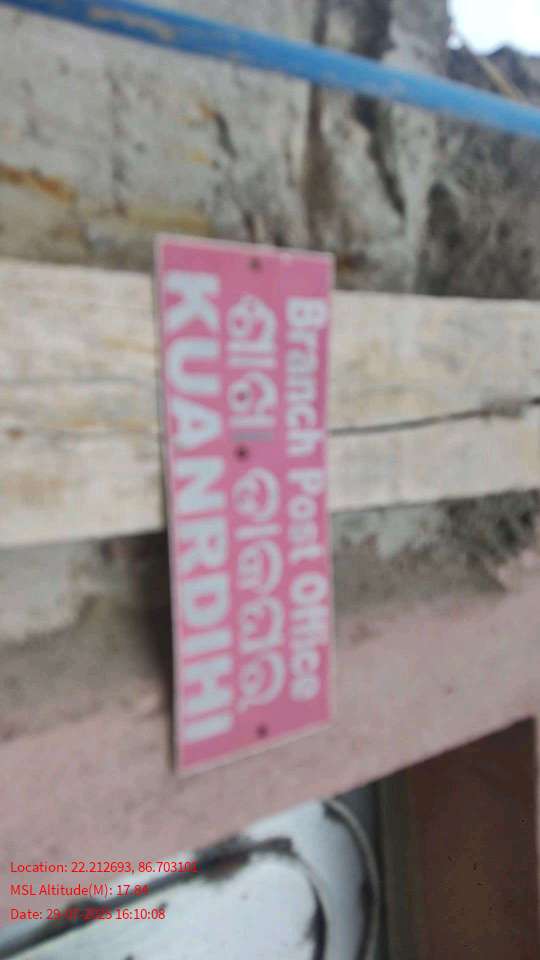 Branch Post Office
ଶାଖା ଡାକଘର
KUANRDIHI
Location: 22.212693, 86.703101
MSL Altitude(M): 17.84
Date: 29-07-2025 16:10:08